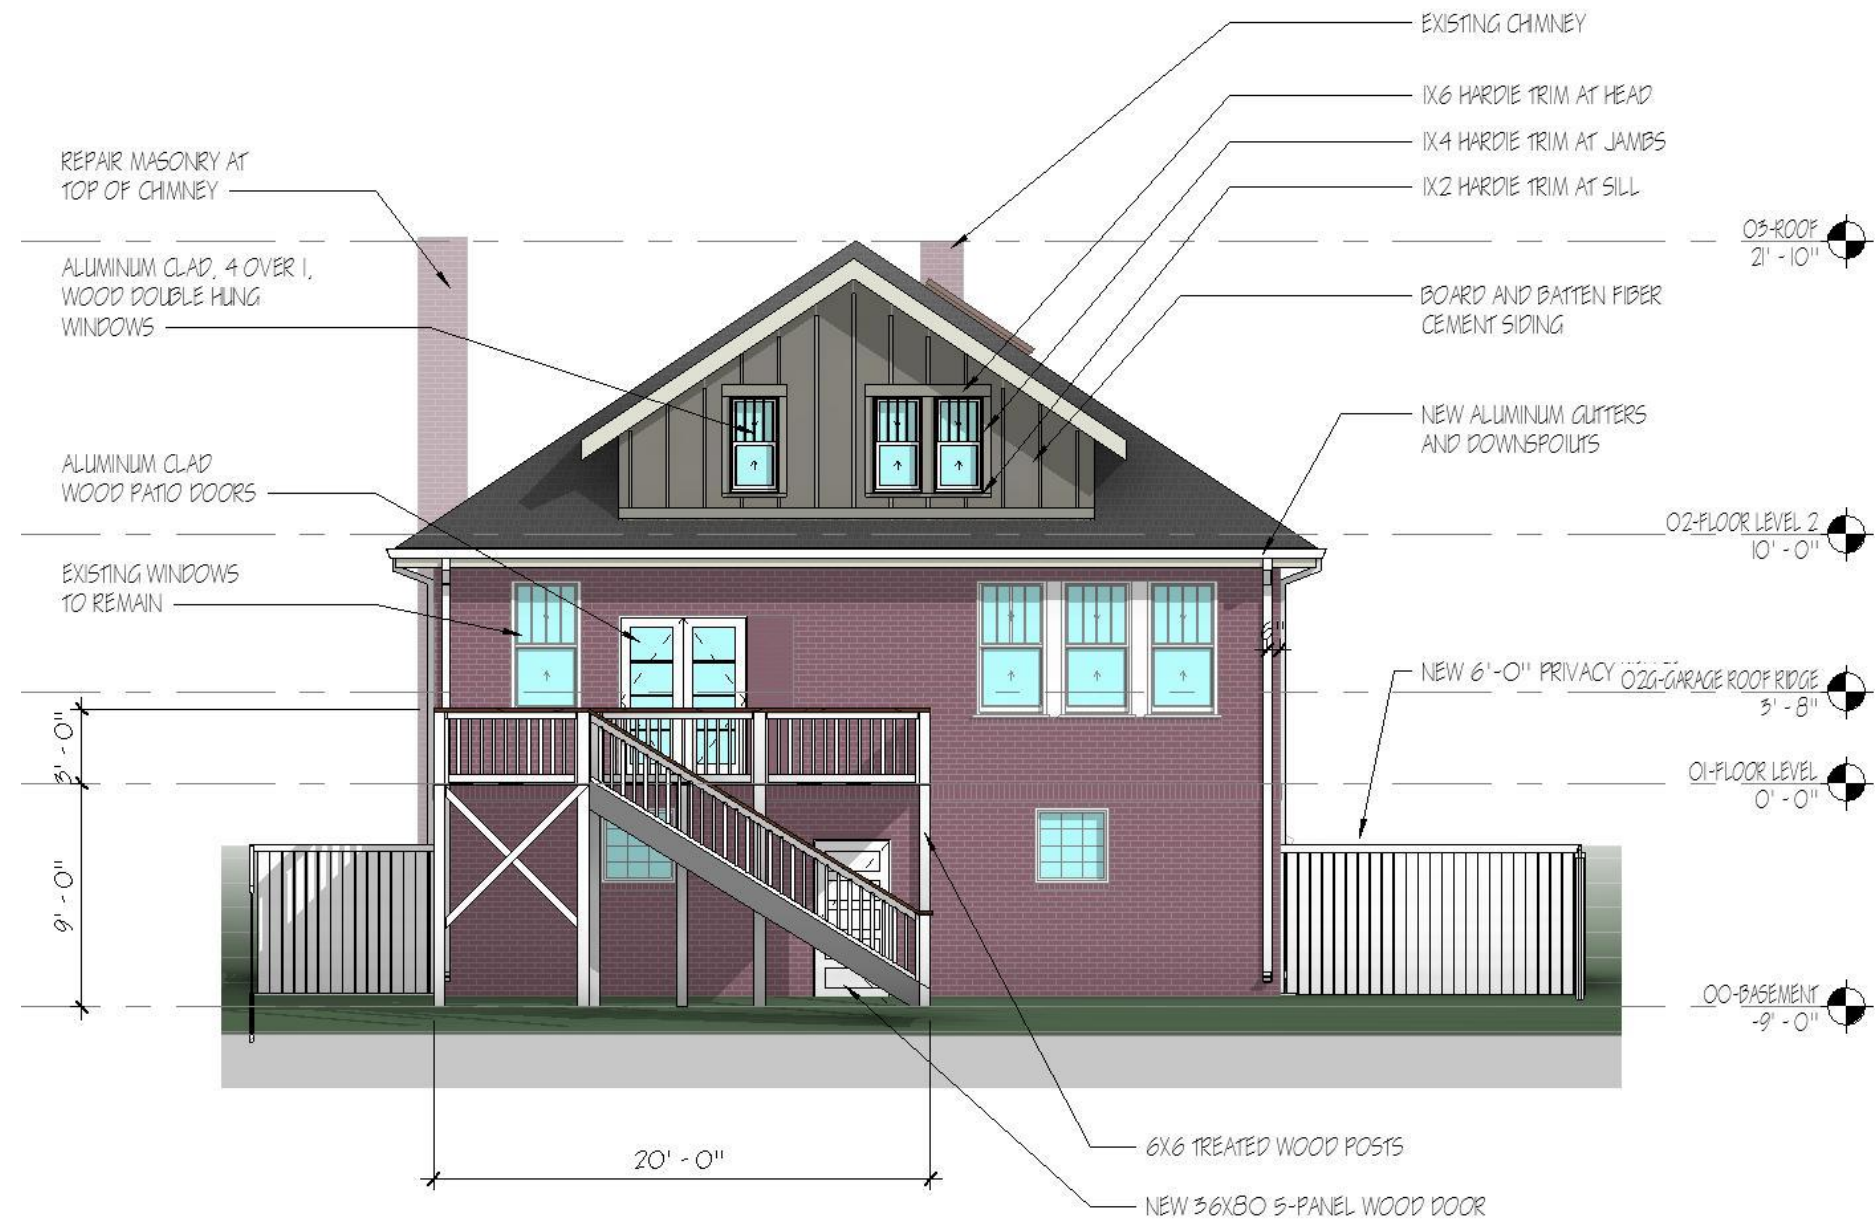 EXISTING CHIMNEY
1X6 HARDIE TRIM AT HEAD
1X4 HARDIE TRIM AT JAMBS
1X2 HARDIE TRIM AT SILL
REPAIR MASONRY AT
TOP OF CHIMNEY
03-ROOF
21' - 10"
ALUMINUM CLAD, 4 OVER 1,
WOOD DOUBLE HUNG
WINDOWS
BOARD AND BATTEN FIBER
CEMENT SIDING
NEW ALUMINUM GUTTERS
AND DOWNSPOUTS
ALUMINUM CLAD
WOOD PATIO DOORS
02-FLOOR LEVEL 2
10' - 0"
EXISTING WINDOWS
TO REMAIN
6"
NEW 6'-0" PRIVACY
02G-GARAGE ROOF RIDGE
3' - 8"
3' - 0"
01-FLOOR LEVEL
0' - 0"
9' - 0"
00-BASEMENT
-9' - 0"
20' - 0"
6X6 TREATED WOOD POSTS
NEW 36X80 5-PANEL WOOD DOOR